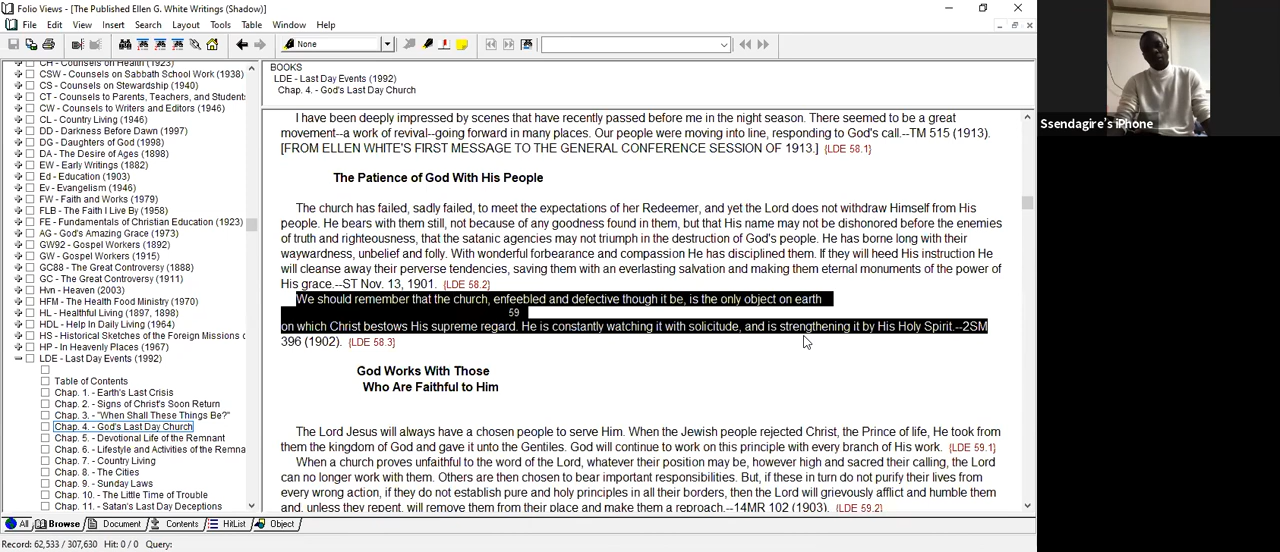 Folio Views - [The Published Ellen G. White Writings (Shadow)]
File Edit View Insert Search Layout Tools Table Window Help
None
CH - Counsels on Health (1923)
CSW - Counsels on Sabbath School Work (1938)
CS - Counsels on Stewardship (1940)
CT - Counsels to Parents, Teachers, and Students
CW - Counsels to Writers and Editors (1946)
CL - Country Living (1946)
DD - Darkness Before Dawn (1997)
DG - Daughters of God (1998)
DA - The Desire of Ages (1898)
EW - Early Writings (1882)
Ed - Education (1903)
Ev - Evangelism (1946)
FW - Faith and Works (1979)
FLB - The Faith I Live By (1958)
FE - Fundamentals of Christian Education (1923)
AG - God's Amazing Grace (1973)
GW92 - Gospel Workers (1892)
GW - Gospel Workers (1915)
GC88 - The Great Controversy (1888)
GC - The Great Controversy (1911)
Hvn - Heaven (2003)
HFM - The Health Food Ministry (1970)
HL - Healthful Living (1897, 1898)
HDL - Help In Daily Living (1964)
HS - Historical Sketches of the Foreign Missions o
HP - In Heavenly Places (1967)
LDE - Last Day Events (1992)
Table of Contents
Chap. 1. - Earth's Last Crisis
Chap. 2. - Signs of Christ's Soon Return
Chap. 3. - "When Shall These Things Be?"
Chap. 4. - God's Last Day Church
Chap. 5. - Devotional Life of the Remnant
Chap. 6. - Lifestyle and Activities of the Remna
Chap. 7. - Country Living
Chap. 8. - The Cities
Chap. 9. - Sunday Laws
Chap. 10. - The Little Time of Trouble
Chap. 11. - Satan's Last Day Deceptions
All Browse Document Contents HitList Object
Record: 62,533 / 307,630 Hit: 0 / 0 Query:
BOOKS
LDE - Last Day Events (1992)
Chap. 4. - God's Last Day Church
I have been deeply impressed by scenes that have recently passed before me in the night season. There seemed to be a great
movement--a work of revival--going forward in many places. Our people were moving into line, responding to God's call.--TM 515 (1913).
[FROM ELLEN WHITE'S FIRST MESSAGE TO THE GENERAL CONFERENCE SESSION OF 1913.] {LDE 58.1}
The Patience of God With His People
The church has failed, sadly failed, to meet the expectations of her Redeemer, and yet the Lord does not withdraw Himself from His
people. He bears with them still, not because of any goodness found in them, but that His name may not be dishonored before the enemies
of truth and righteousness, that the satanic agencies may not triumph in the destruction of God's people. He has borne long with their
waywardness, unbelief and folly. With wonderful forbearance and compassion He has disciplined them. If they will heed His instruction He
will cleanse away their perverse tendencies, saving them with an everlasting salvation and making them eternal monuments of the power of
His grace.--ST Nov. 13, 1901. {LDE 58.2}
We should remember that the church, enfeebled and defective though it be, is the only object on earth
59
on which Christ bestows His supreme regard. He is constantly watching it with solicitude, and is strengthening it by His Holy Spirit.--2SM
396 (1902). {LDE 58.3}
God Works With Those
Who Are Faithful to Him
The Lord Jesus will always have a chosen people to serve Him. When the Jewish people rejected Christ, the Prince of life, He took from
them the kingdom of God and gave it unto the Gentiles. God will continue to work on this principle with every branch of His work. {LDE 59.1}
When a church proves unfaithful to the word of the Lord, whatever their position may be, however high and sacred their calling, the Lord
can no longer work with them. Others are then chosen to bear important responsibilities. But, if these in turn do not purify their lives from
every wrong action, if they do not establish pure and holy principles in all their borders, then the Lord will grievously afflict and humble them
and, unless they repent, will remove them from their place and make them a reproach.--14MR 102 (1903). {LDE 59.2}
Ssendagire's iPhone